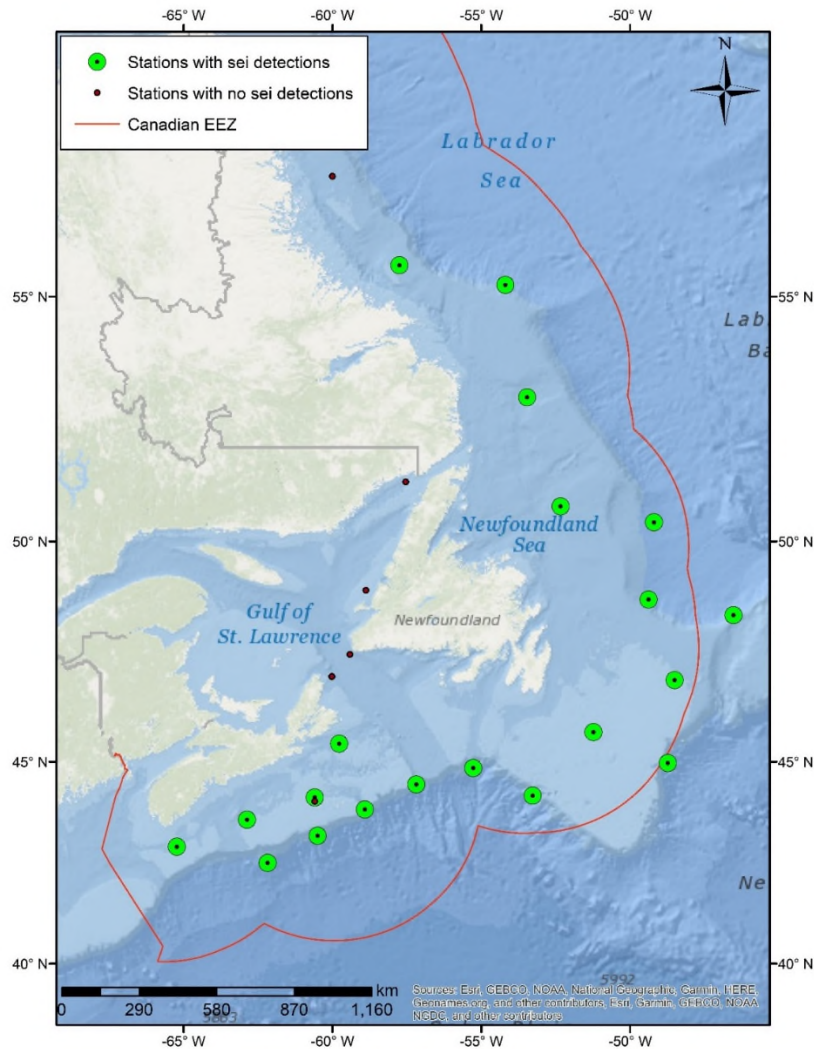 -65° W -60° W -55° W -50° W
N
Stations with sei detections
Stations with no sei detections
Canadian EEZ
Labrador
Sea
55° N 55° N
Lab
Ba
50° N 50° N
Newfoundland
Sea
Gulf of
St. Lawrence
Newfoundland
45° N 45° N
Ne
40° N 40° N
km
0 290 580 870 1,160
5992
Sources: Esri, GEBCO, NOAA, National Geographic, Garmin, HERE,
Geonames.org, and other contributors, Esri, Garmin, GEBCO, NOAA
NGDC, and other contributors
-65° W -60° W -55° W -50° W